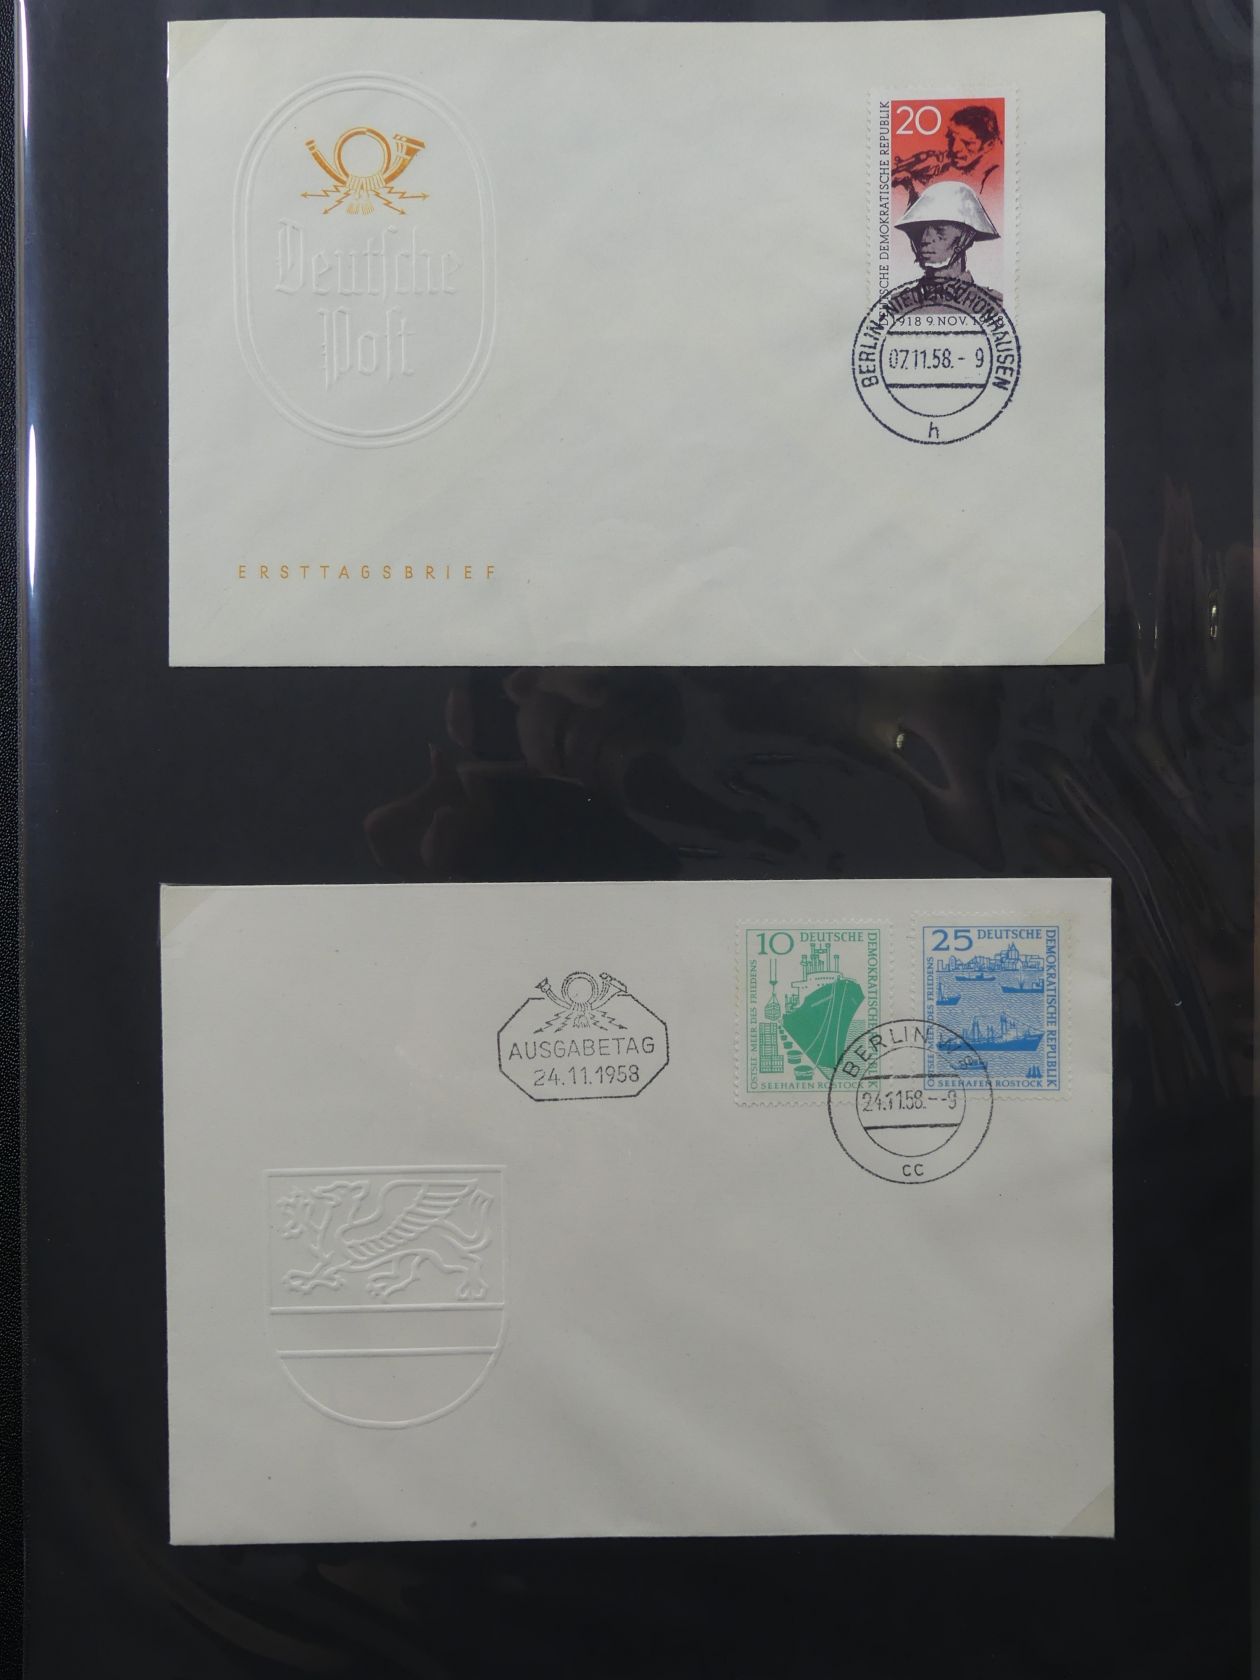 Deutsche
Post
ERSTTAGSBRIEF
20
DEUTSCHE DEMOKRATISCHE REPUBLIK
1918 9. NOV. 1958
BERLIN-NIEDERSCHÖNHAUSEN
07.11.58.-9
h
AUSGABETAG
24.11.1958
10 DEUTSCHE
DEMOKRATISCHE REPUBLIK
OSTSEE MEER DES FRIEDENS
SEEHAFEN ROSTOCK
25 DEUTSCHE
DEMOKRATISCHE REPUBLIK
OSTSEE MEER DES FRIEDENS
SEEHAFEN ROSTOCK
BERLIN W
24.11.58.--9
cc